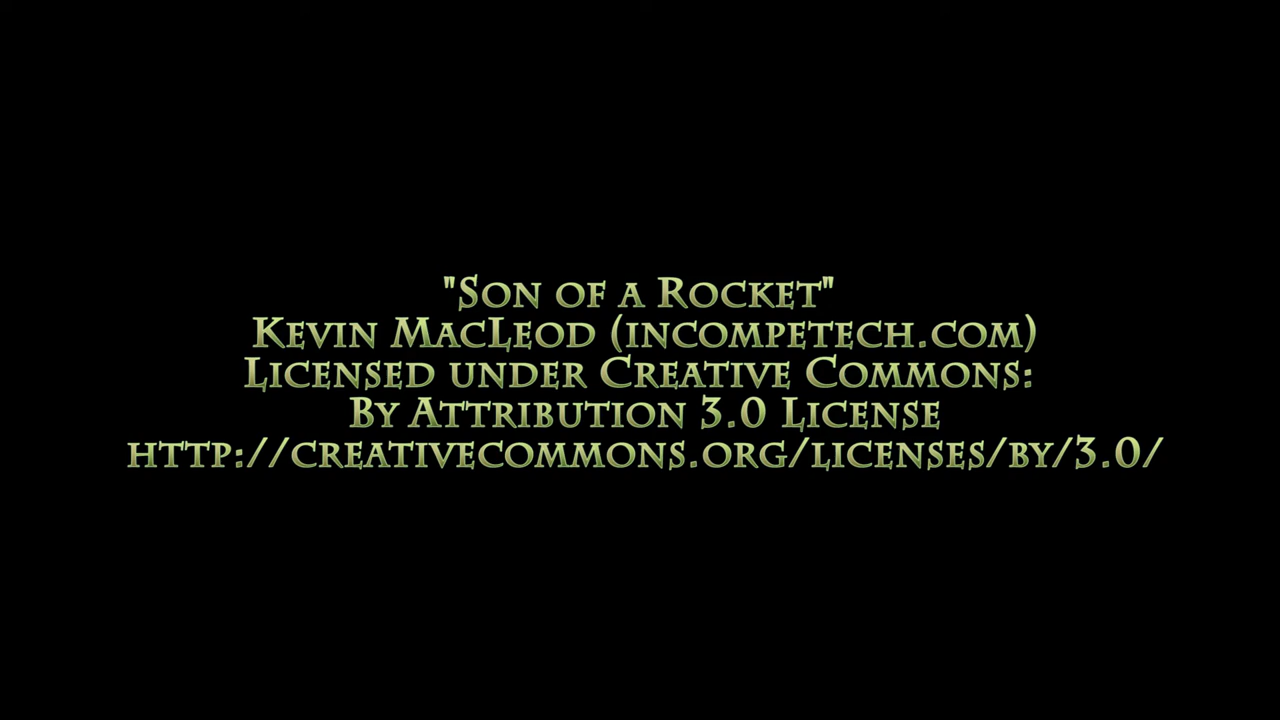 "Son of a Rocket"
Kevin MacLeod (incompetech.com)
Licensed under Creative Commons:
By Attribution 3.0 License
http://creativecommons.org/licenses/by/3.0/